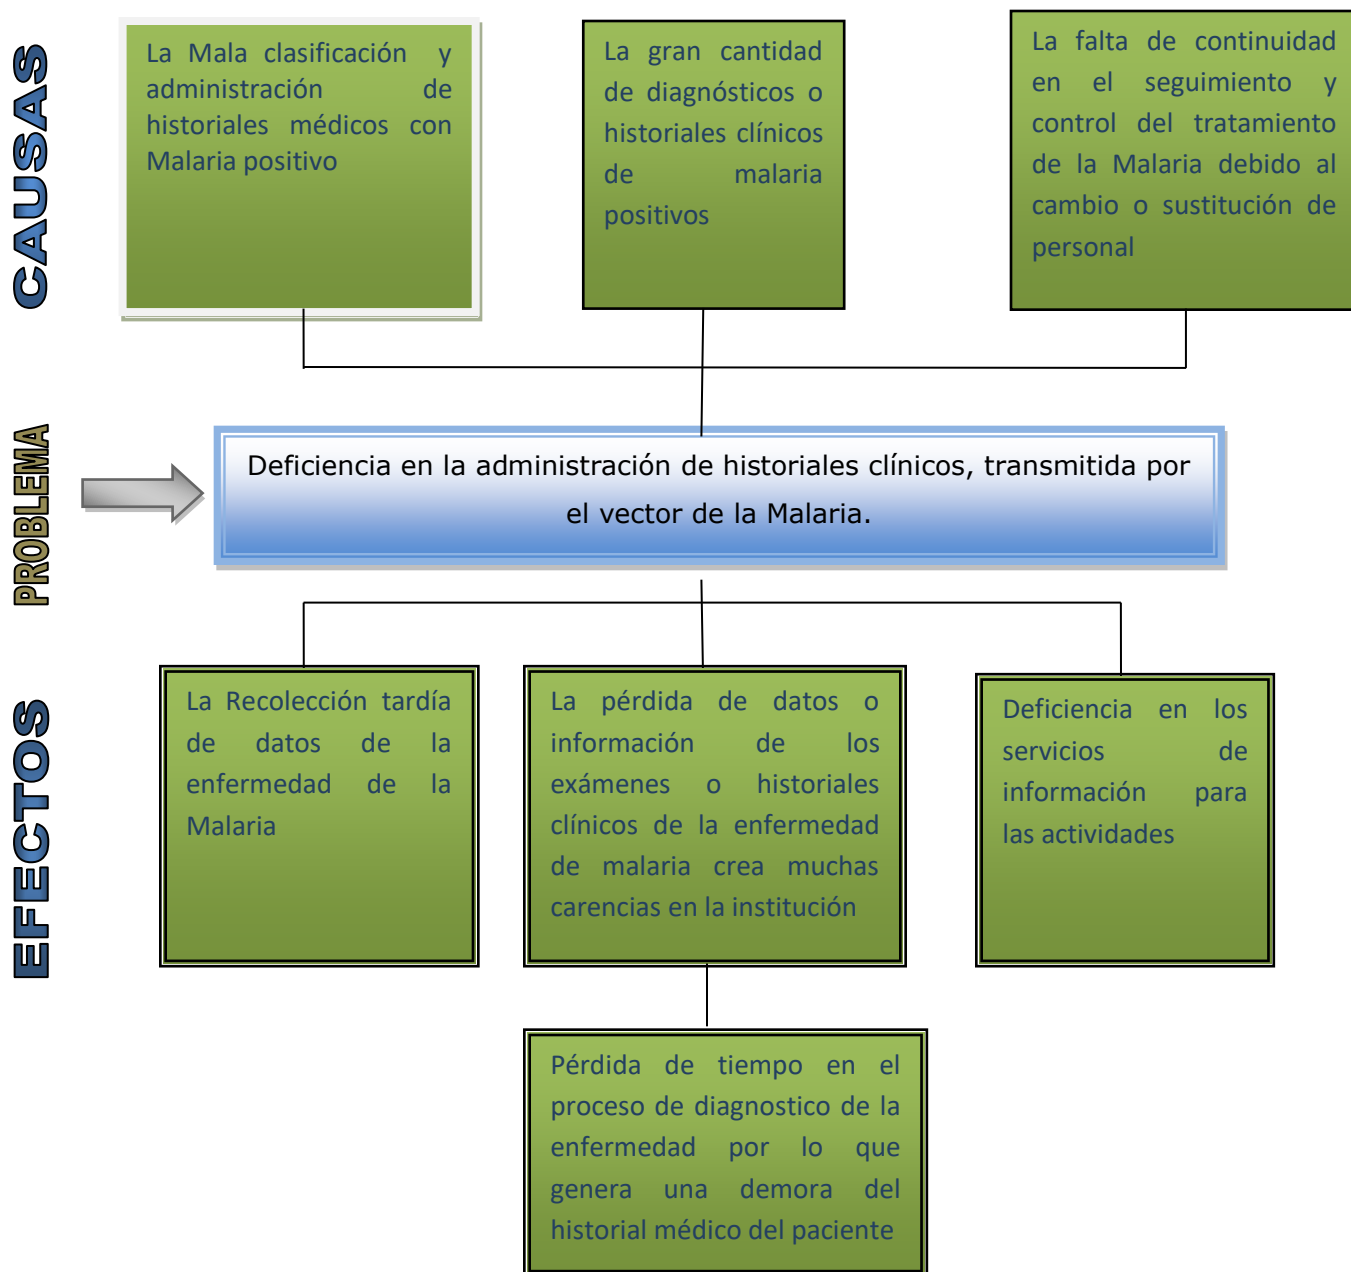 CAUSAS
La Mala clasificación y
administración de
historiales médicos con
Malaria positivo
La gran cantidad
de diagnósticos o
historiales clínicos
de malaria
positivos
La falta de continuidad
en el seguimiento y
control del tratamiento
de la Malaria debido al
cambio o sustitución de
personal
PROBLEMA
Deficiencia en la administración de historiales clínicos, transmitida por
el vector de la Malaria.
EFECTOS
La Recolección tardía
de datos de la
enfermedad de la
Malaria
La pérdida de datos o
información de los
exámenes o historiales
clínicos de la enfermedad
de malaria crea muchas
carencias en la institución
Deficiencia en los
servicios de
información para
las actividades
Pérdida de tiempo en el
proceso de diagnostico de la
enfermedad por lo que
genera una demora del
historial médico del paciente